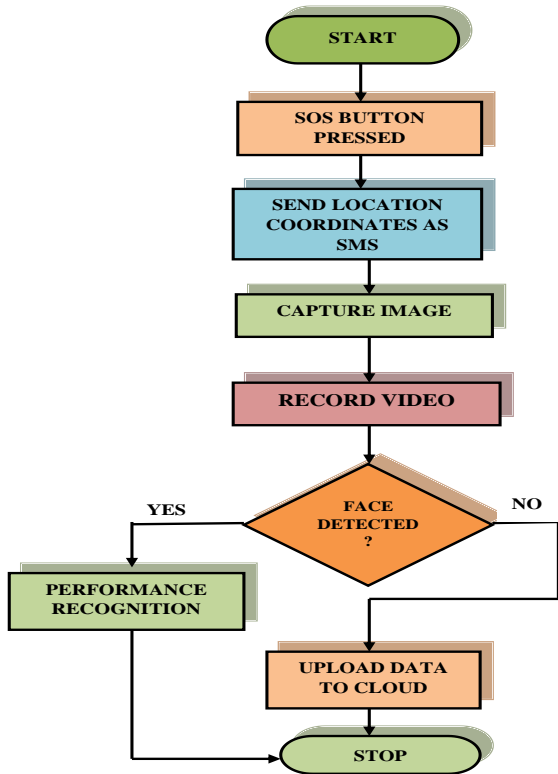 START
SOS BUTTON
PRESSED
SEND LOCATION
COORDINATES AS
SMS
CAPTURE IMAGE
RECORD VIDEO
FACE
DETECTED
?
YES
NO
PERFORMANCE
RECOGNITION
UPLOAD DATA
TO CLOUD
STOP